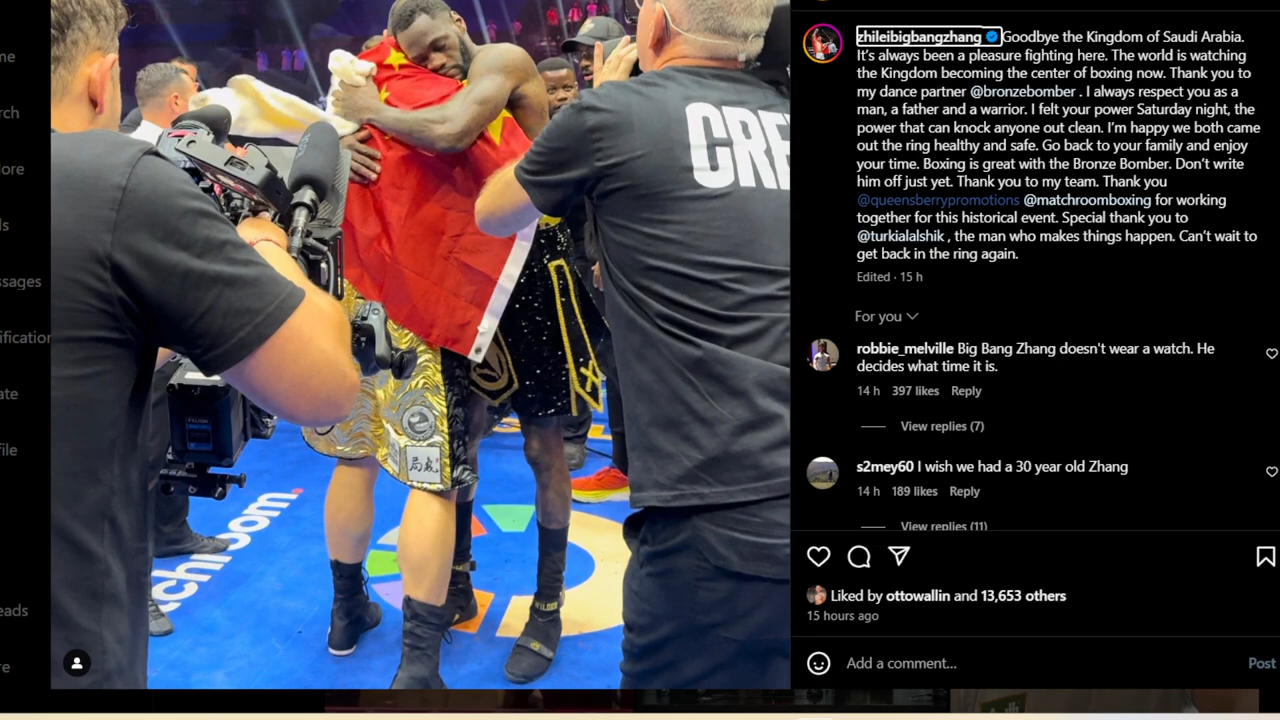 me
rch
lore
ls
ssages
ification
ate
file
eads
re
CRE
tchroom.
WILDER
局数
zhileibigbangzhang Goodbye the Kingdom of Saudi Arabia.
It's always been a pleasure fighting here. The world is watching
the Kingdom becoming the center of boxing now. Thank you to
my dance partner @bronzebomber . I always respect you as a
man, a father and a warrior. I felt your power Saturday night, the
power that can knock anyone out clean. I'm happy we both came
out the ring healthy and safe. Go back to your family and enjoy
your time. Boxing is great with the Bronze Bomber. Don't write
him off just yet. Thank you to my team. Thank you
@queensberrypromotions @matchroomboxing for working
together for this historical event. Special thank you to
@turkialalshik , the man who makes things happen. Can't wait to
get back in the ring again.
Edited · 15 h
For you
robbie_melville Big Bang Zhang doesn't wear a watch. He
decides what time it is.
14 h 397 likes Reply
View replies (7)
s2mey60 I wish we had a 30 year old Zhang
14 h 189 likes Reply
View replies (11)
Liked by ottowallin and 13,653 others
15 hours ago
Add a comment...
Post